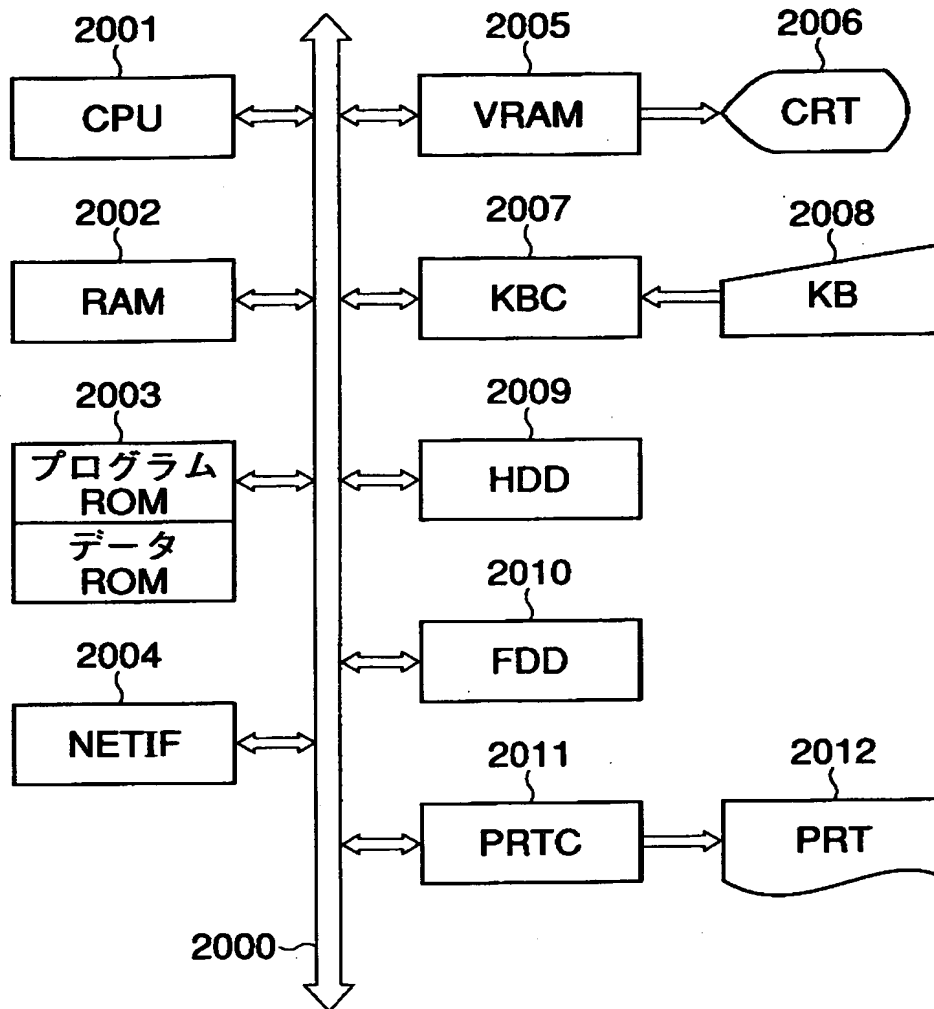 2001
CPU
2002
RAM
2003
プログラム
ROM
データ
ROM
2004
NETIF
2000
2005
VRAM
2006
CRT
2007
KBC
2008
KB
2009
HDD
2010
FDD
2011
PRTC
2012
PRT